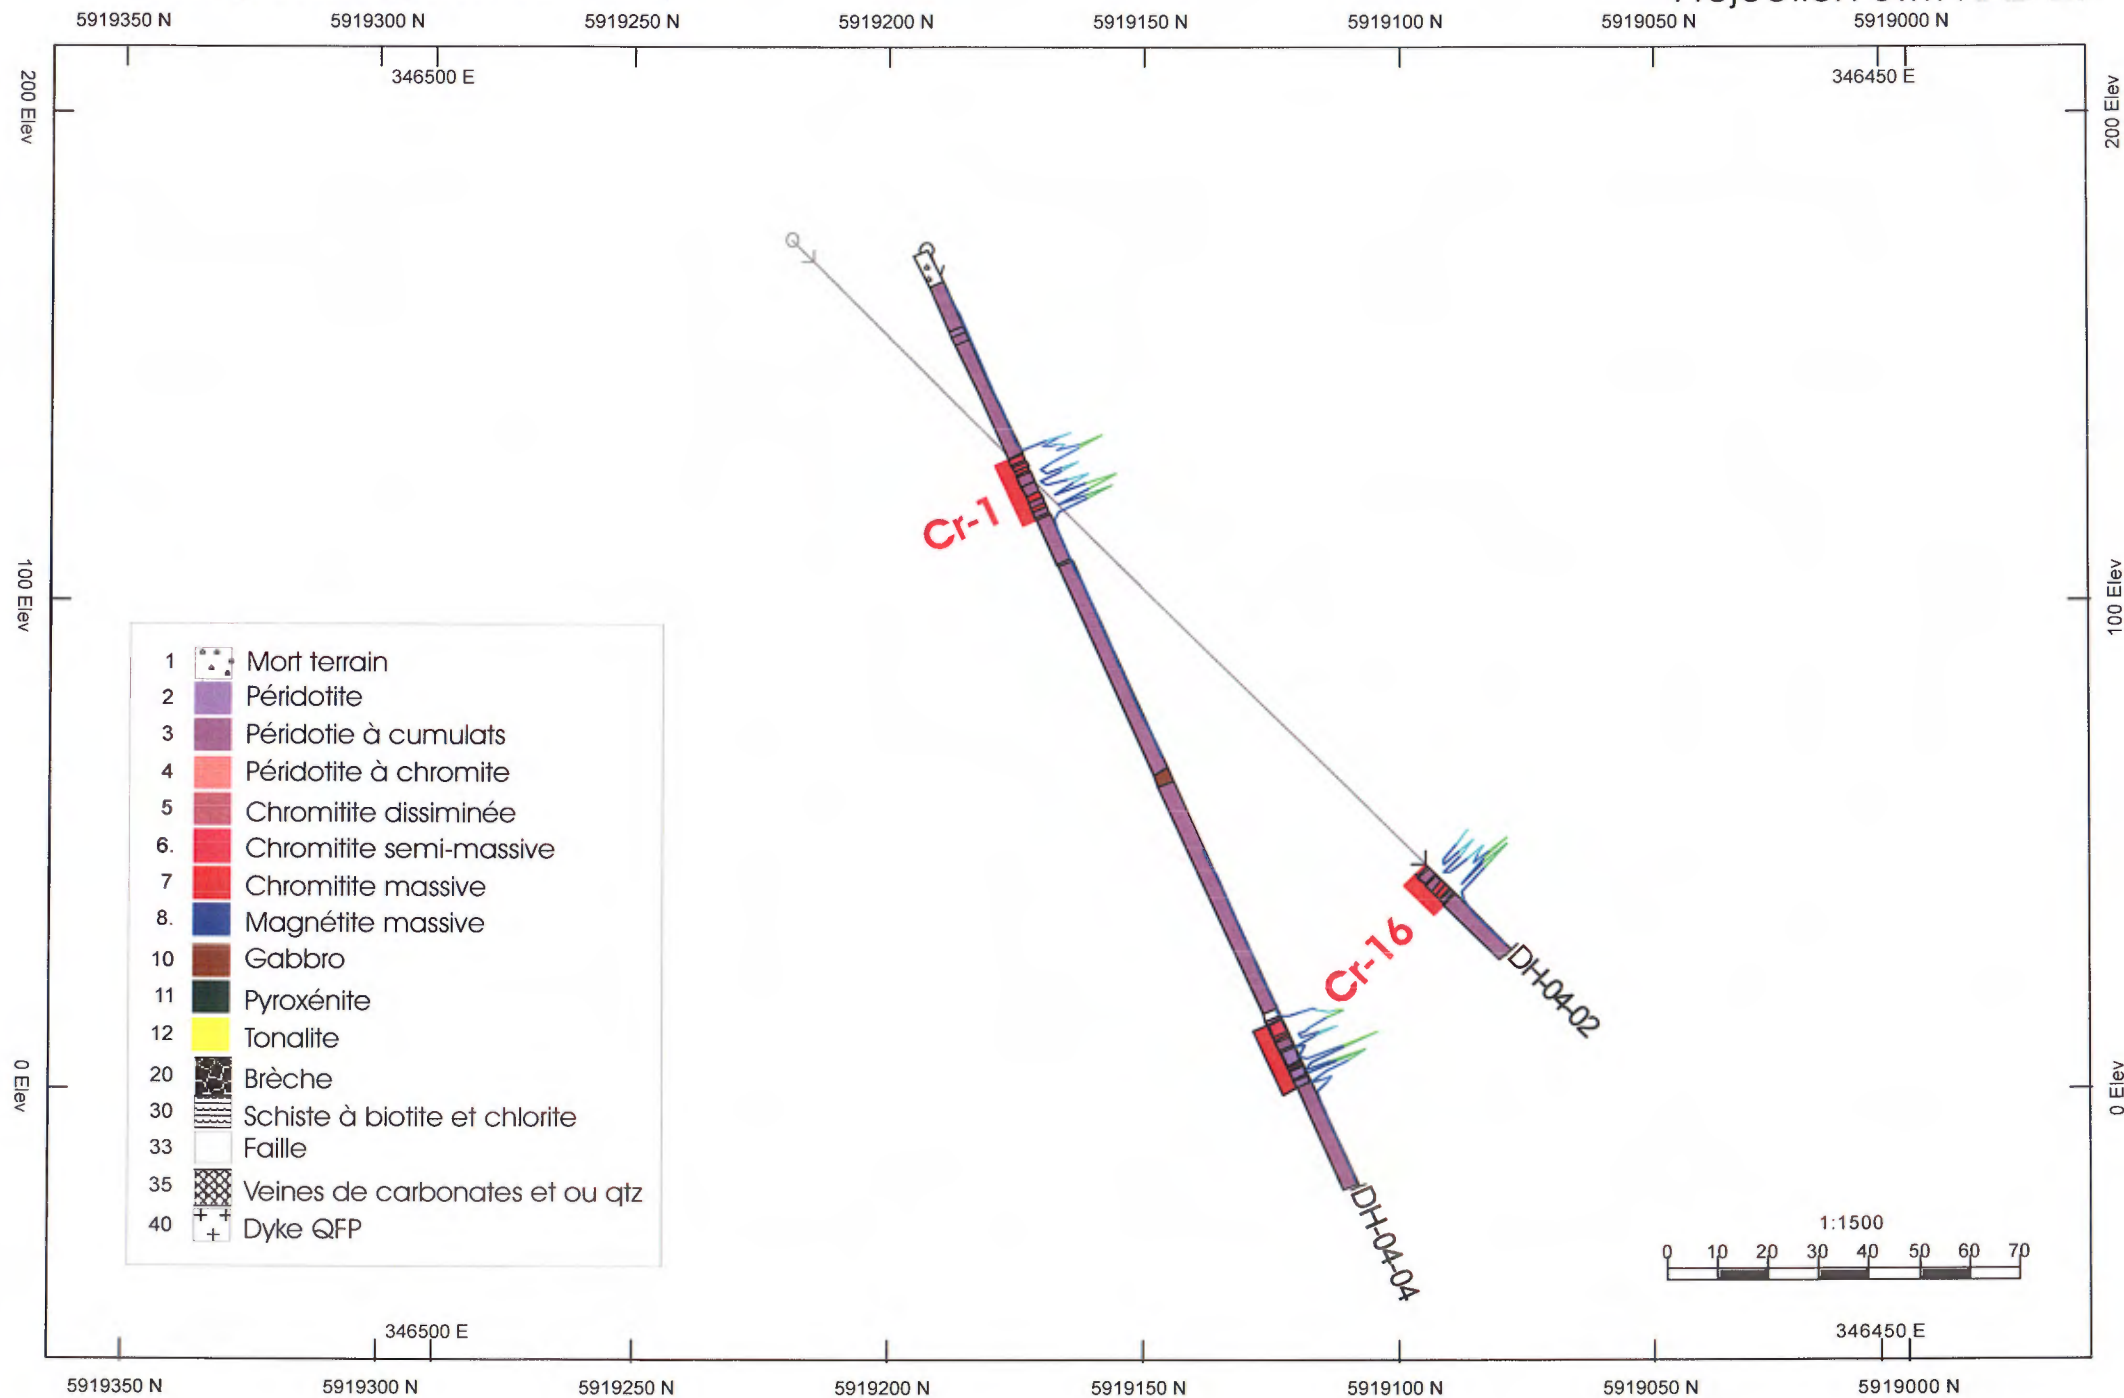 5919350 N 5919300 N 5919250 N 5919200 N 5919150 N 5919100 N 5919050 N 5919000 N
346500 E 346450 E
200 Elev 200 Elev
Cr-1
100 Elev 100 Elev
1 Mort terrain
2 Péridotite
3 Péridotie à cumulats
4 Péridotite à chromite
5 Chromitite dissiminée
6. Chromitite semi-massive
7 Chromitite massive
8. Magnétite massive
10 Gabbro
11 Pyroxénite
12 Tonalite
20 Brèche
30 Schiste à biotite et chlorite
33 Faille
35 Veines de carbonates et ou qtz
40 Dyke QFP
Cr-16
DH-04-02
0 Elev 0 Elev
DH-04-04
1:1500
0 10 20 30 40 50 60 70
346500 E 346450 E
5919350 N 5919300 N 5919250 N 5919200 N 5919150 N 5919100 N 5919050 N 5919000 N